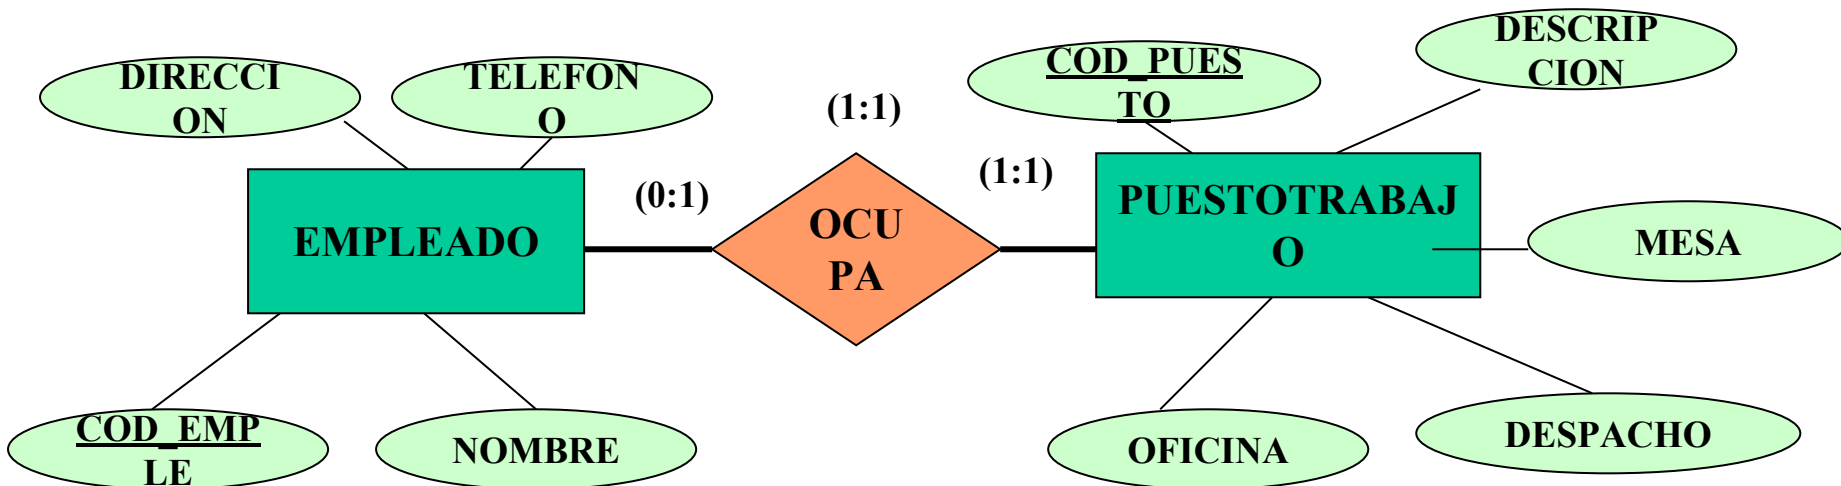 DIRECCI
ON
TELEFON
O
(1:1)
COD_PUES
TO
DESCRIP
CION
EMPLEADO
(0:1)
OCU
PA
(1:1)
PUESTOTRABAJ
O
MESA
COD_EMP
LE
NOMBRE
OFICINA
DESPACHO